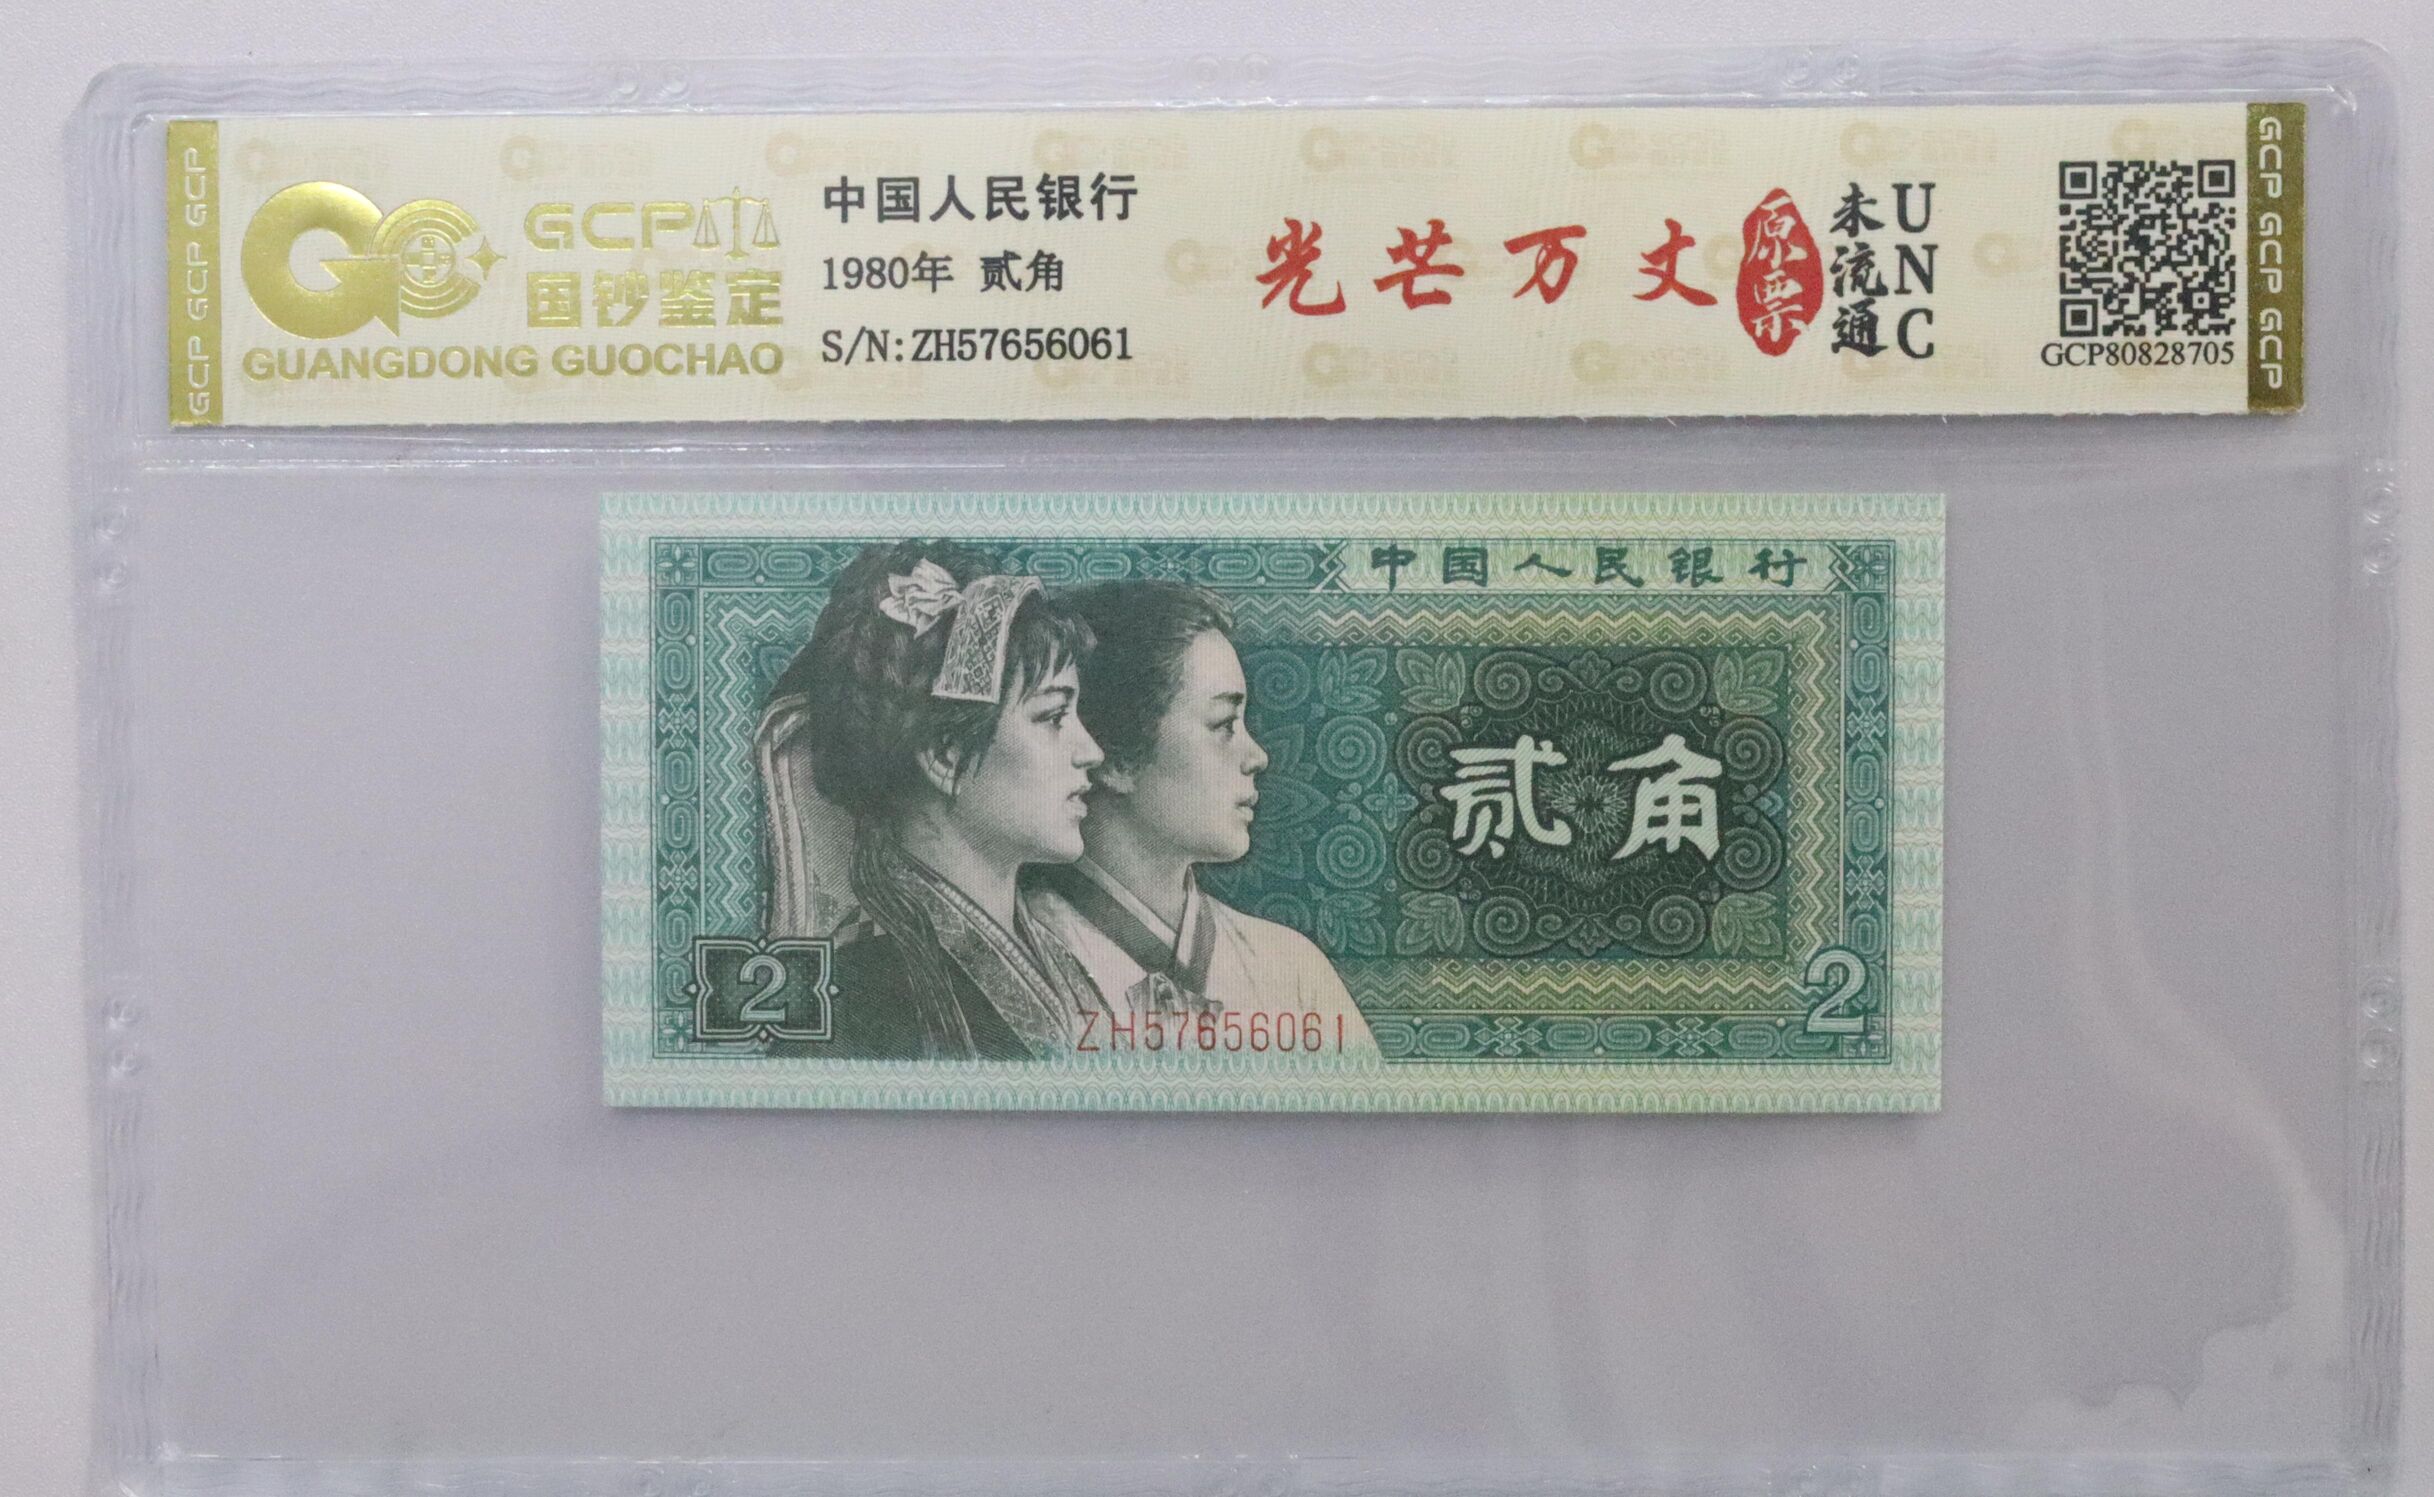 GCP GCP GCP
GCP
国钞鉴定
GUANGDONG GUOCHAO
中国人民银行
1980年 贰角
S/N:ZH57656061
光芒万丈
原票
未流通
UNC
GCP80828705
GCP GCP GCP
中国人民银行
贰角
2
2
ZH57656061